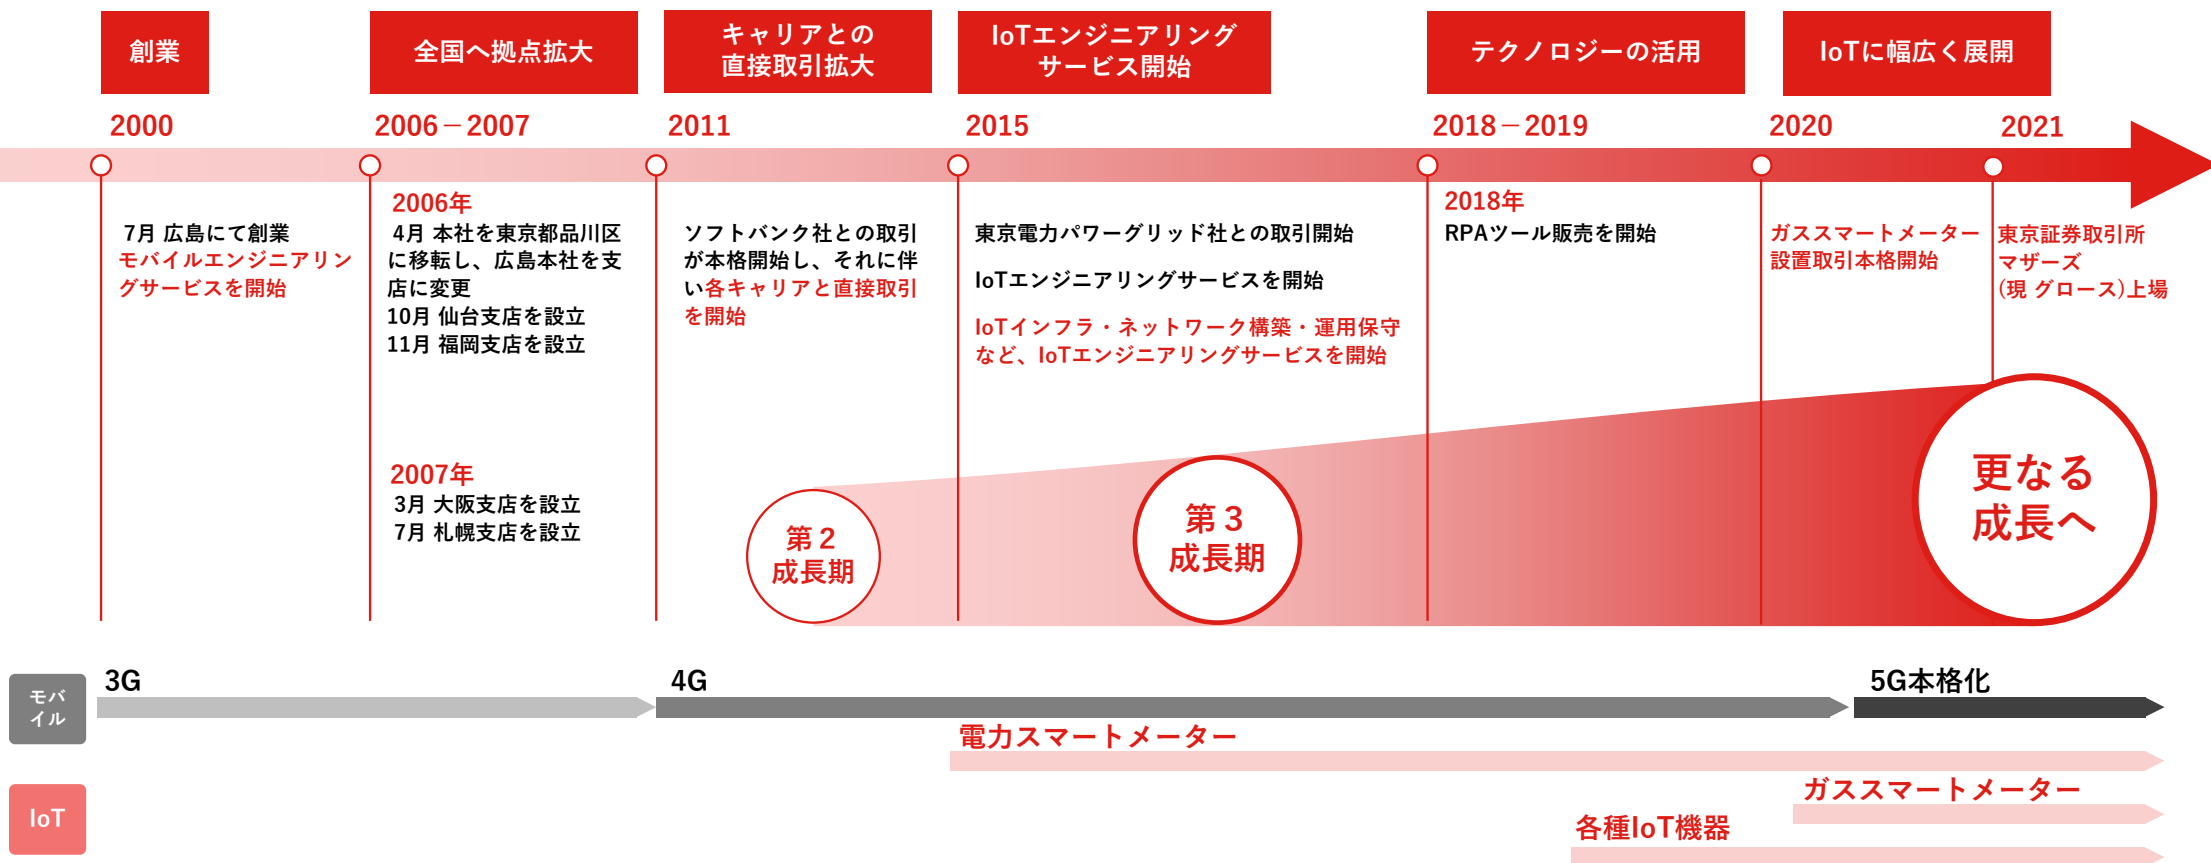 創業
全国へ拠点拡大
キャリアとの
直接取引拡大
IoTエンジニアリング
サービス開始
テクノロジーの活用
IoTに幅広く展開
2000
2006－2007
2011
2015
2018－2019
2020
2021
7月 広島にて創業
モバイルエンジニアリン
グサービスを開始
2006年
4月 本社を東京都品川区
に移転し、広島本社を支
店に変更
10月 仙台支店を設立
11月 福岡支店を設立
2007年
3月 大阪支店を設立
7月 札幌支店を設立
ソフトバンク社との取引
が本格開始し、それに伴
い各キャリアと直接取引
を開始
東京電力パワーグリッド社との取引開始
IoTエンジニアリングサービスを開始
IoTインフラ・ネットワーク構築・運用保守
など、IoTエンジニアリングサービスを開始
2018年
RPAツール販売を開始
ガススマートメーター
設置取引本格開始
東京証券取引所
マザーズ
(現 グロース)上場
第２
成長期
第３
成長期
更なる
成長へ
モバ
イル
3G
4G
5G本格化
電力スマートメーター
IoT
ガススマートメーター
各種IoT機器